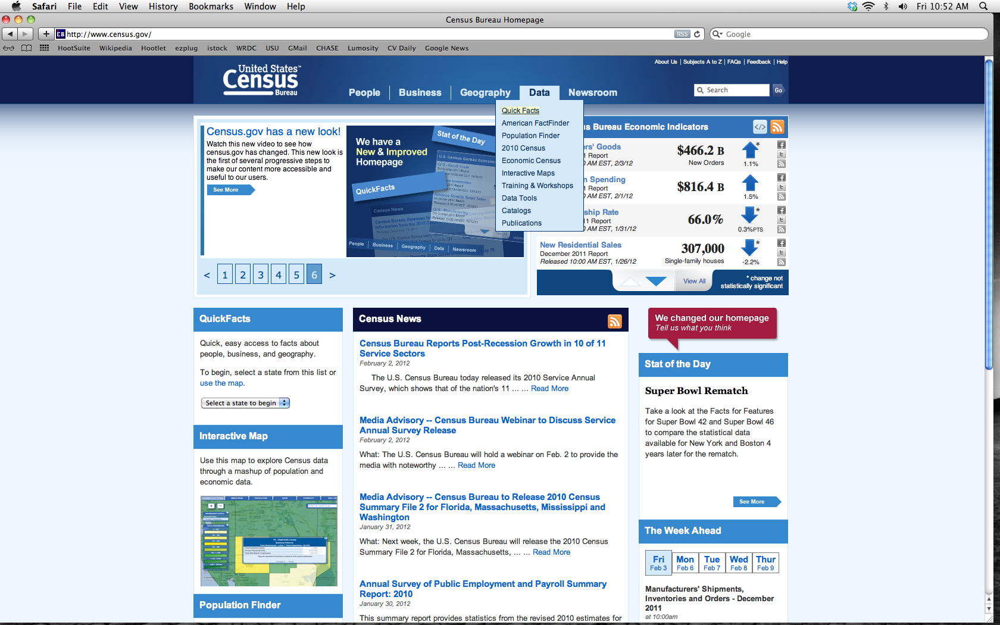 Safari File Edit View History Bookmarks Window Help
Fri 10:52 AM
Census Bureau Homepage
http://www.census.gov/
RSS
Google
HootSuite Wikipedia Hootlet ezplug istock WRDC USU GMail CHASE Lumosity CV Daily Google News
About Us | Subjects A to Z | FAQs | Feedback | Help
United States™
Census
Bureau
People Business Geography Data Newsroom
Search
Go
Quick Facts
American FactFinder
Population Finder
2010 Census
Economic Census
Interactive Maps
Training & Workshops
Data Tools
Catalogs
Publications
Census.gov has a new look!
Watch this new video to see how
census.gov has changed. This new look is
the first of several progressive steps to
make our content more accessible and
useful to our users.
See More
We have a
New & Improved
Homepage
Stat of the Day
QuickFacts
Census News
People Business Geography Data Newsroom
< 1 2 3 4 5 6 >
Bureau Economic Indicators
Goods
$466.2 B
*
1 Report
New Orders
AM EST, 2/3/12
1.1%
Spending
$816.4 B
1 Report
AM EST, 2/1/12
1.5%
Rate
66.0%
*
1 Report
AM EST, 1/31/12
0.3%PTS
New Residential Sales
307,000
*
December 2011 Report
Single-family houses
Released 10:00 AM EST, 1/26/12
-2.2%
View All
* change not
statistically significant
QuickFacts
Quick, easy access to facts about
people, business, and geography.
To begin, select a state from this list or
use the map.
Select a state to begin
Interactive Map
Use this map to explore Census data
through a mashup of population and
economic data.
Population Finder
Census News
Census Bureau Reports Post-Recession Growth in 10 of 11
Service Sectors
February 2, 2012
The U.S. Census Bureau today released its 2010 Service Annual
Survey, which shows that of the nation's 11 ... ... Read More
Media Advisory -- Census Bureau Webinar to Discuss Service
Annual Survey Release
February 2, 2012
What: The U.S. Census Bureau will hold a webinar on Feb. 2 to provide the
media with noteworthy ... ... Read More
Media Advisory -- Census Bureau to Release 2010 Census
Summary File 2 for Florida, Massachusetts, Mississippi and
Washington
January 31, 2012
What: Next week, the U.S. Census Bureau will release the 2010 Census
Summary File 2 for Florida, Massachusetts, ... ... Read More
Annual Survey of Public Employment and Payroll Summary
Report: 2010
January 30, 2012
This summary report provides statistics from the revised 2010 estimates for
We changed our homepage
Tell us what you think
Stat of the Day
Super Bowl Rematch
Take a look at the Facts for Features
for Super Bowl 42 and Super Bowl 46
to compare the statistical data
available for New York and Boston 4
years later for the rematch.
See More
The Week Ahead
Fri Mon Tue Wed Thur
Feb 3 Feb 6 Feb 7 Feb 8 Feb 9
Manufacturers' Shipments,
Inventories and Orders - December
2011
at 10:00am